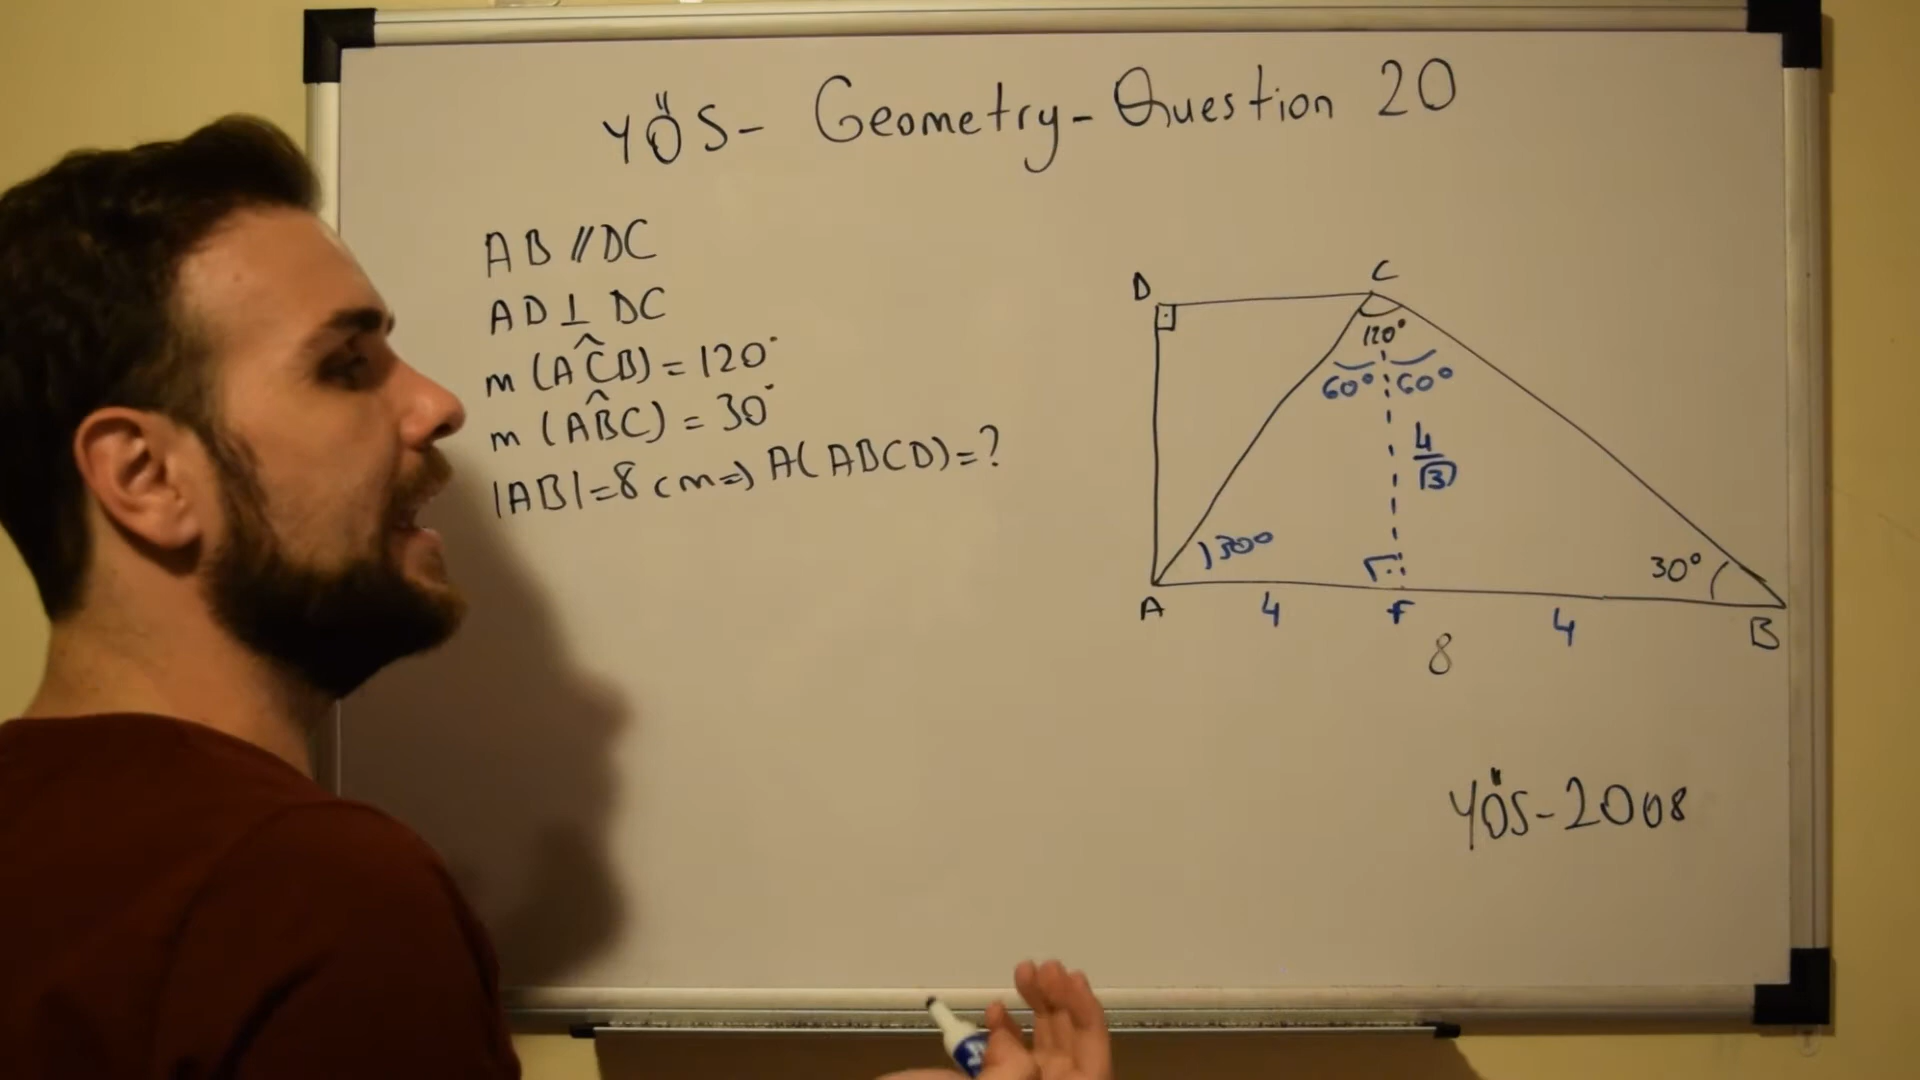 YÖS- Geometry-Question 20
AB // DC
AD ⊥ DC
m (AĈB) = 120°
m (AB̂C) = 30°
|AB|=8 cm => A(ABCD)=?
D
C
120°
60° 60°
4/√3
30°
30°
A
4
F
4
B
8
YÖS-2008